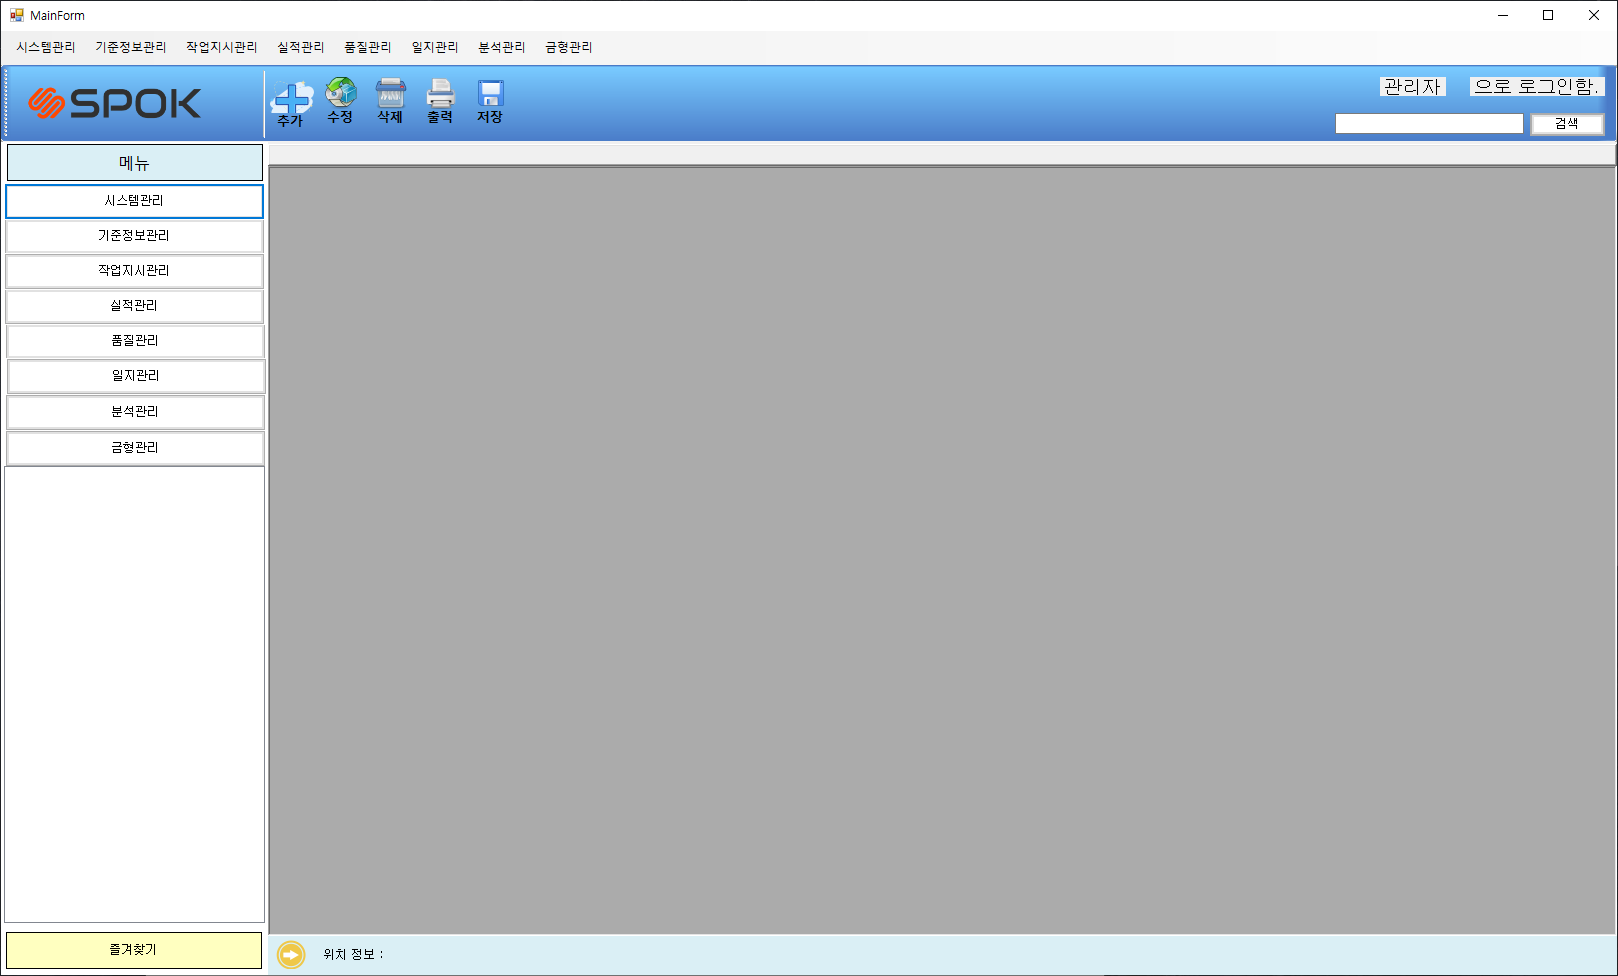 MainForm
시스템관리 기준정보관리 작업지시관리 실적관리 품질관리 일지관리 분석관리 금형관리
SPOK
추가 수정 삭제 출력 저장
관리자 으로 로그인함.
검색
메뉴
시스템관리
기준정보관리
작업지시관리
실적관리
품질관리
일지관리
분석관리
금형관리
즐겨찾기
위치 정보 :